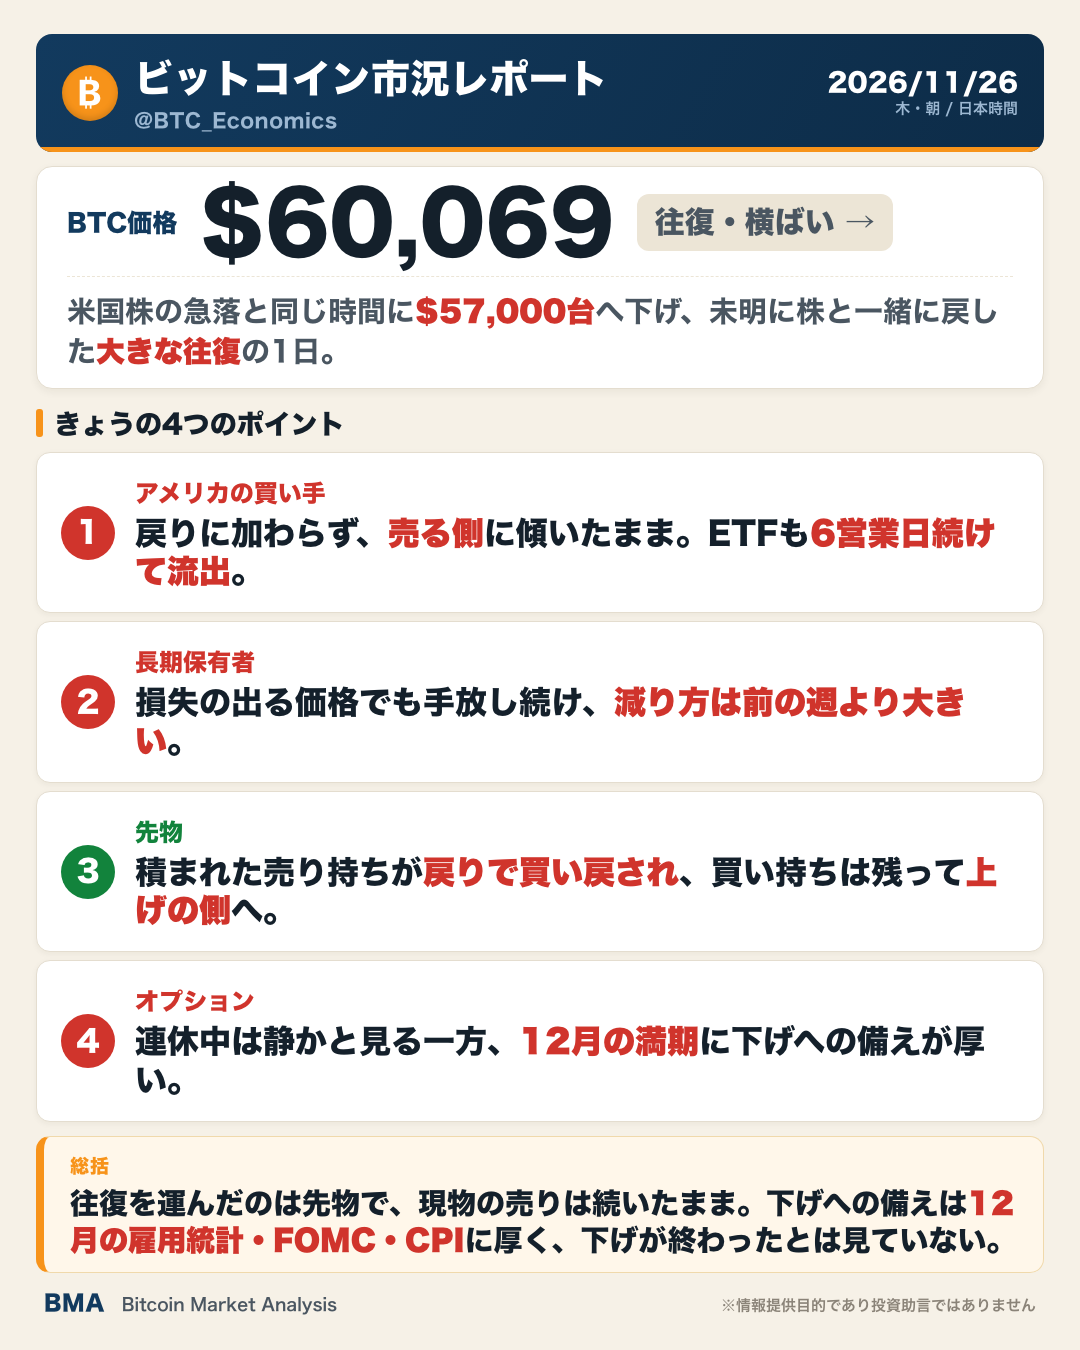 ビットコイン市況レポート
@BTC_Economics
2026/11/26
木・朝 / 日本時間
BTC価格
$60,069
往復・横ばい →
米国株の急落と同じ時間に$57,000台へ下げ、未明に株と一緒に戻し
た大きな往復の1日。
きょうの4つのポイント
1
アメリカの買い手
戻りに加わらず、売る側に傾いたまま。ETFも6営業日続け
て流出。
2
長期保有者
損失の出る価格でも手放し続け、減り方は前の週より大き
い。
3
先物
積まれた売り持ちが戻りで買い戻され、買い持ちは残って上
げの側へ。
4
オプション
連休中は静かと見る一方、12月の満期に下げへの備えが厚
い。
総括
往復を運んだのは先物で、現物の売りは続いたまま。下げへの備えは12
月の雇用統計・FOMC・CPIに厚く、下げが終わったとは見ていない。
BMA Bitcoin Market Analysis
※情報提供目的であり投資助言ではありません